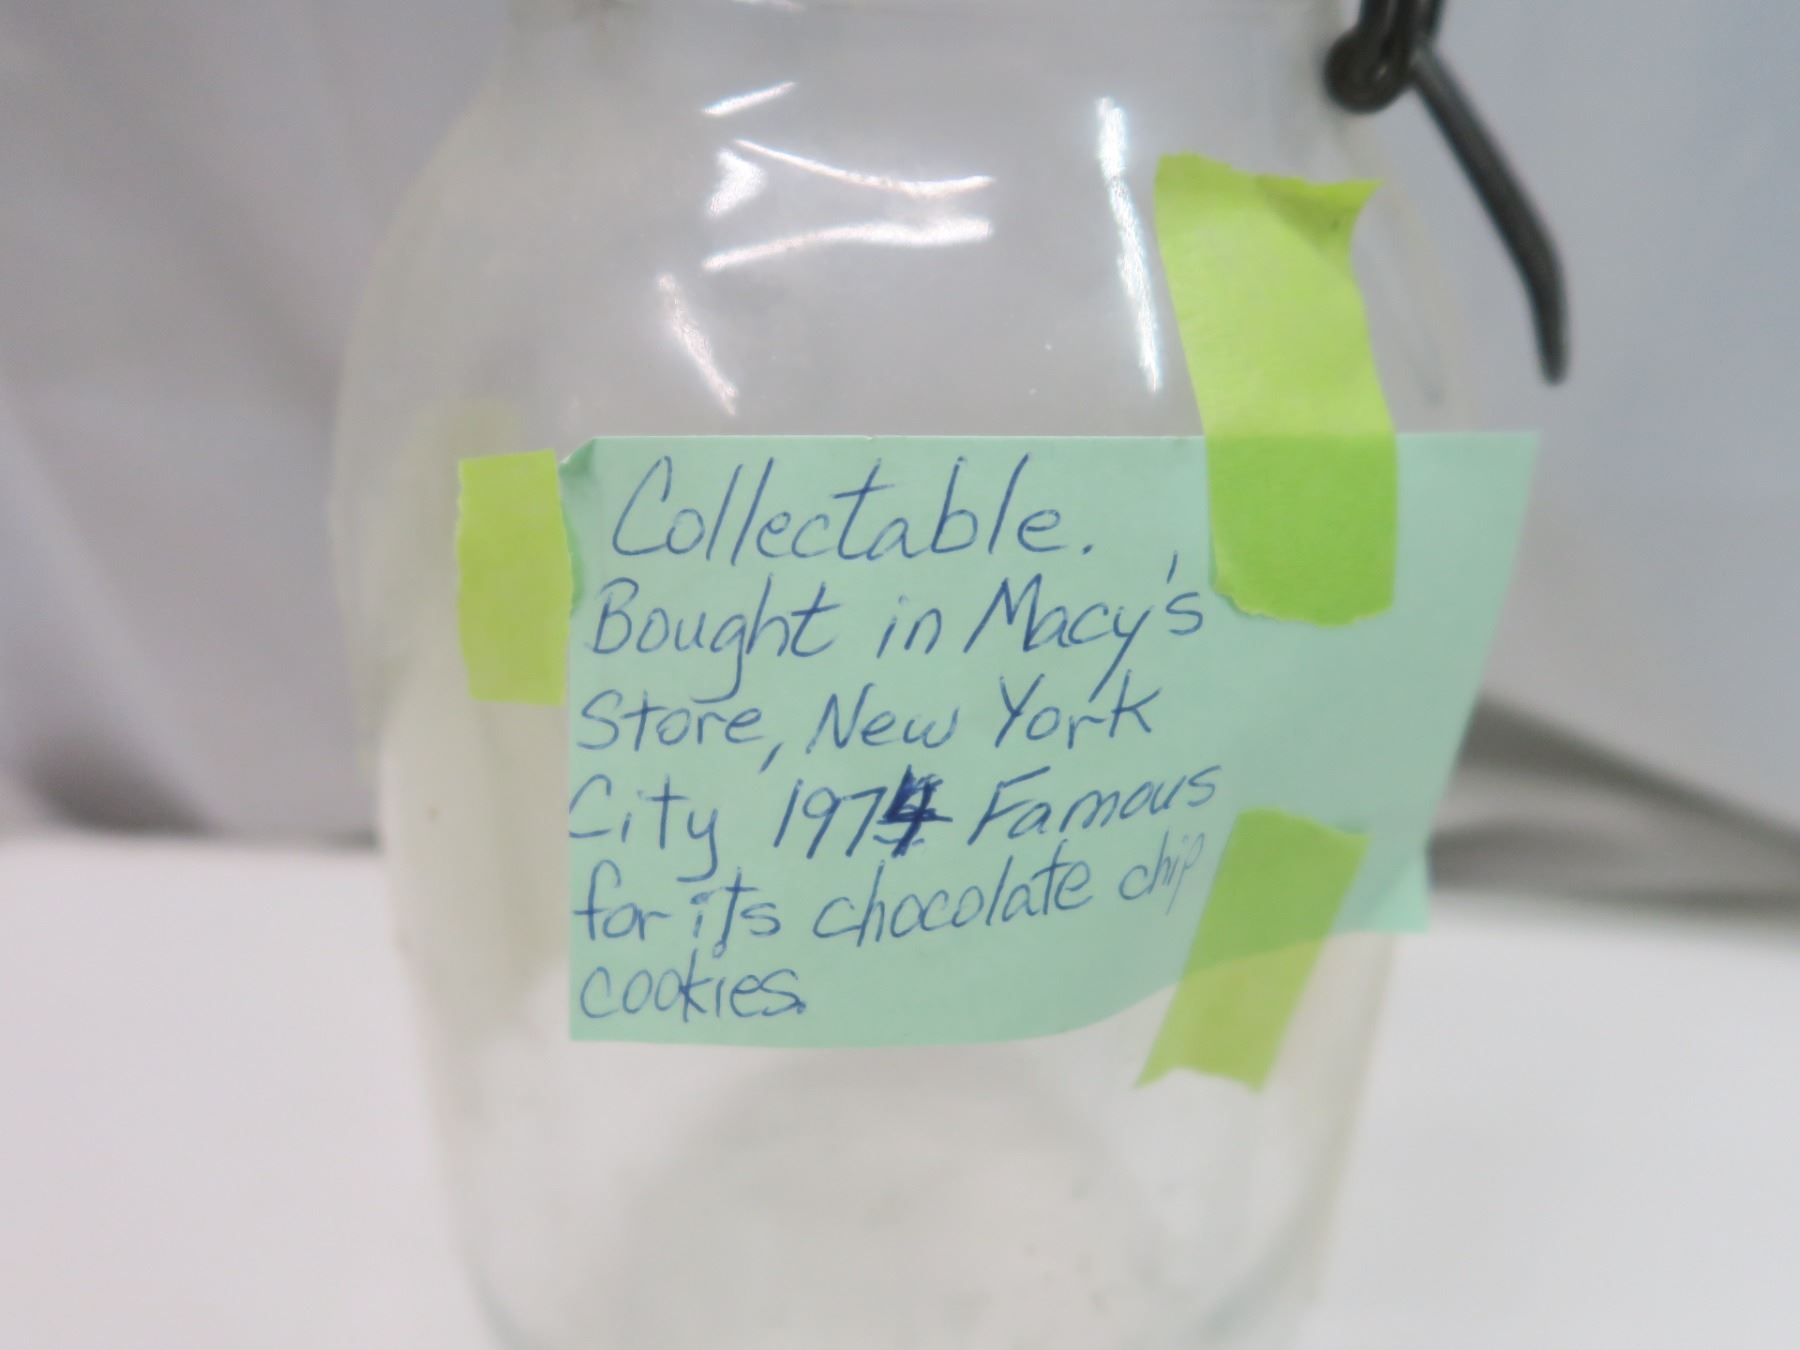 Collectable.
Bought in Macy's
Store, New York
City 1974 Famous
for its chocolate chip
cookies.